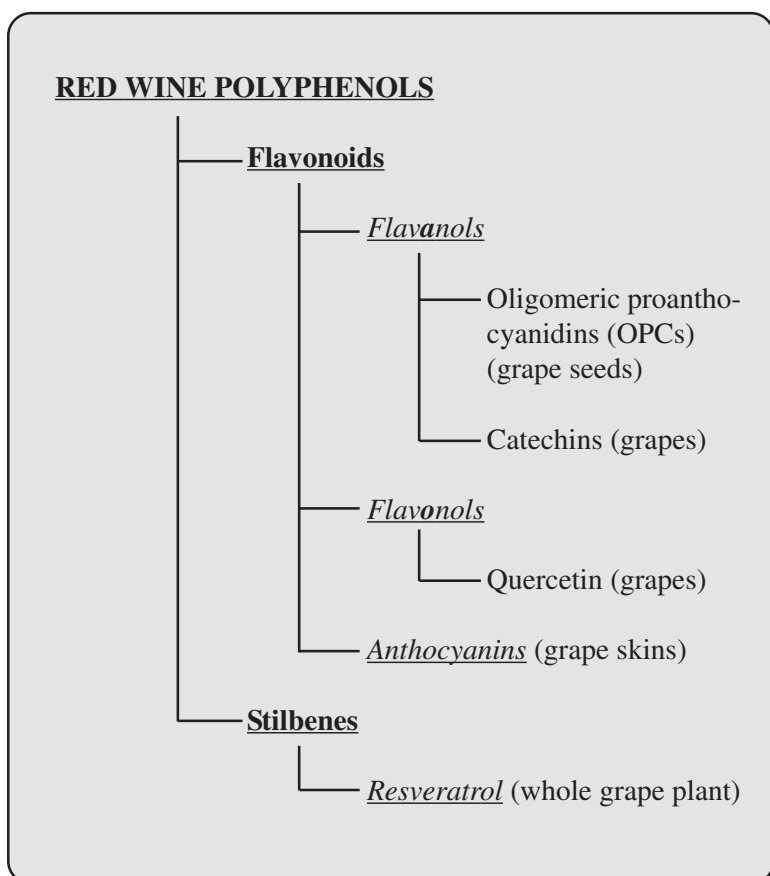 RED WINE POLYPHENOLS
Flavonoids
Flavanols
Oligomeric proantho-
cyanidins (OPCs)
(grape seeds)
Catechins (grapes)
Flavonols
Quercetin (grapes)
Anthocyanins (grape skins)
Stilbenes
Resveratrol (whole grape plant)